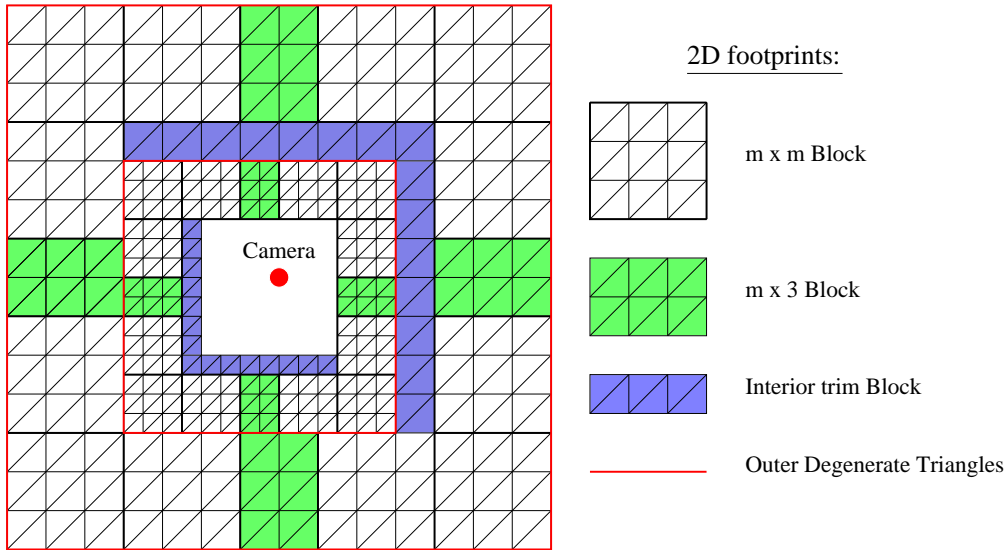 2D footprints:
m x m Block
Camera
m x 3 Block
Interior trim Block
Outer Degenerate Triangles